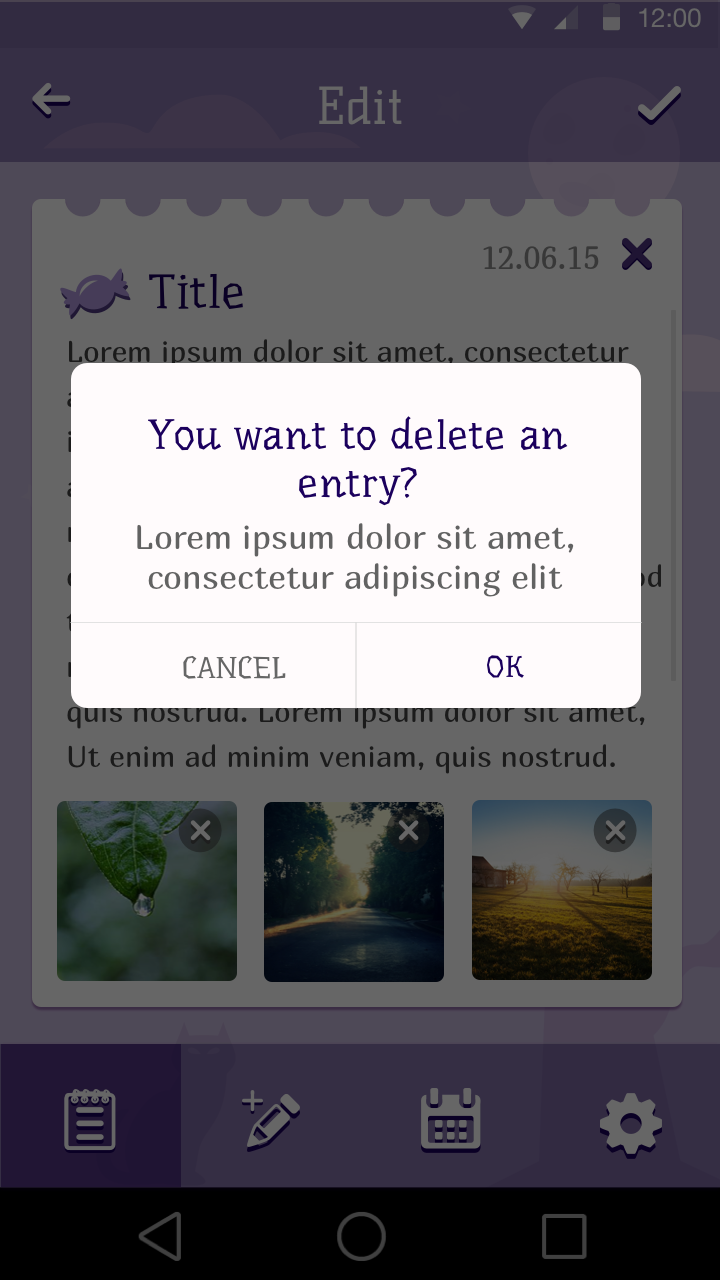 12:00
Edit
12.06.15
Title
Lorem ipsum dolor sit amet, consectetur
You want to delete an
entry?
Lorem ipsum dolor sit amet,
consectetur adipiscing elit
CANCEL
OK
quis nostrud. Lorem ipsum dolor sit amet,
Ut enim ad minim veniam, quis nostrud.